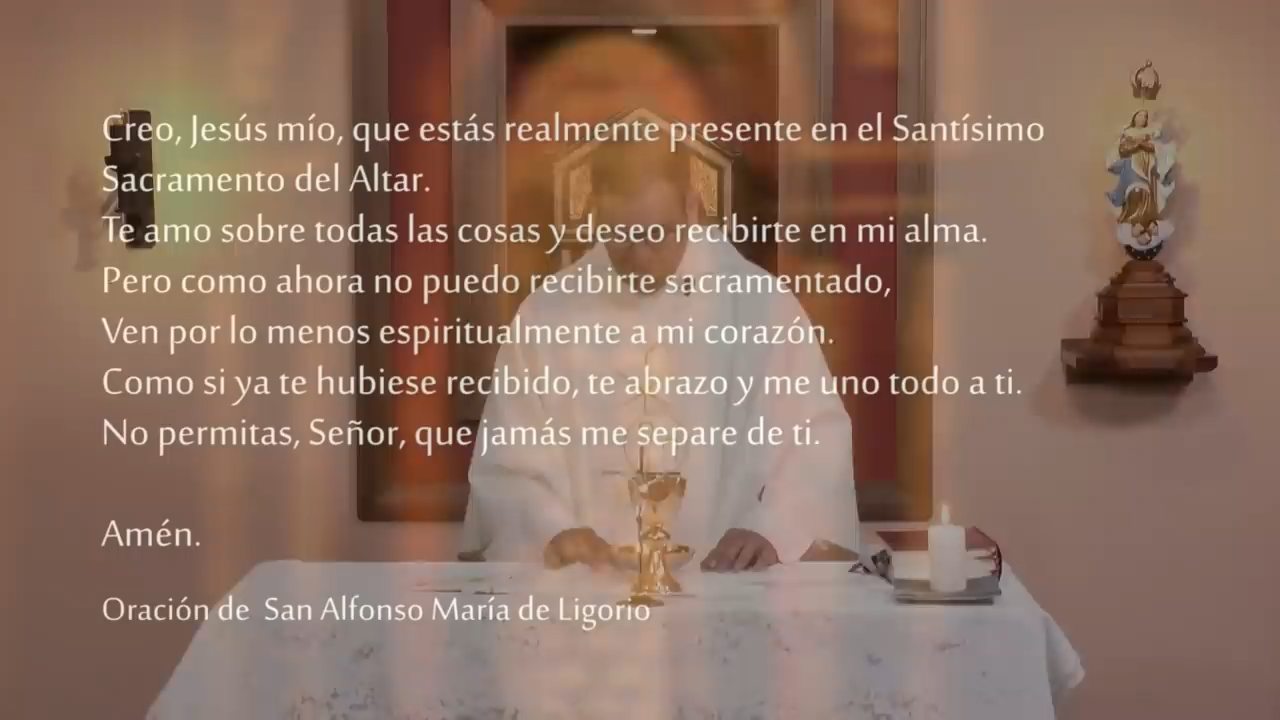 Creo, Jesús mío, que estás realmente presente en el Santísimo
Sacramento del Altar.
Te amo sobre todas las cosas y deseo recibirte en mi alma.
Pero como ahora no puedo recibirte sacramentado,
Ven por lo menos espiritualmente a mi corazón.
Como si ya te hubiese recibido, te abrazo y me uno todo a ti.
No permitas, Señor, que jamás me separe de ti.
Amén.
Oración de  San Alfonso María de Ligorio